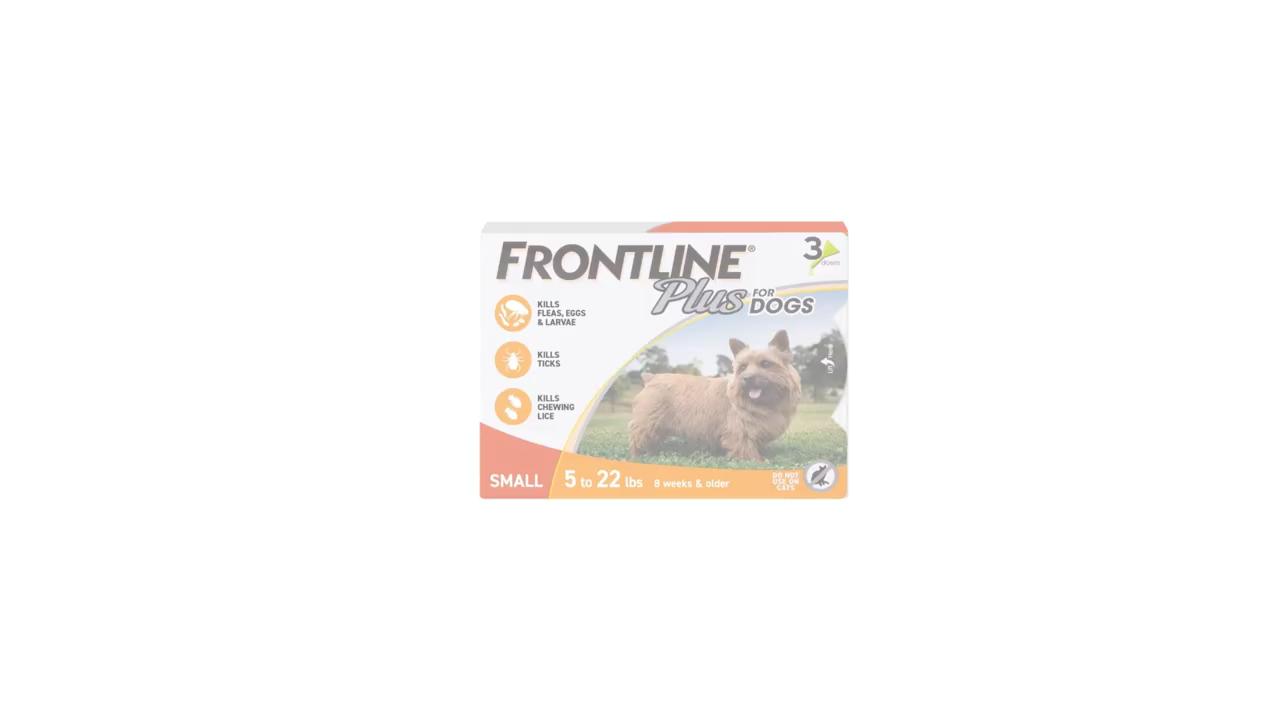 FRONTLINE®
Plus FOR DOGS
3 doses
KILLS
FLEAS, EGGS
& LARVAE
KILLS
TICKS
KILLS
CHEWING
LICE
SMALL
5 to 22 lbs
8 weeks & older
DO NOT
USE ON
CATS